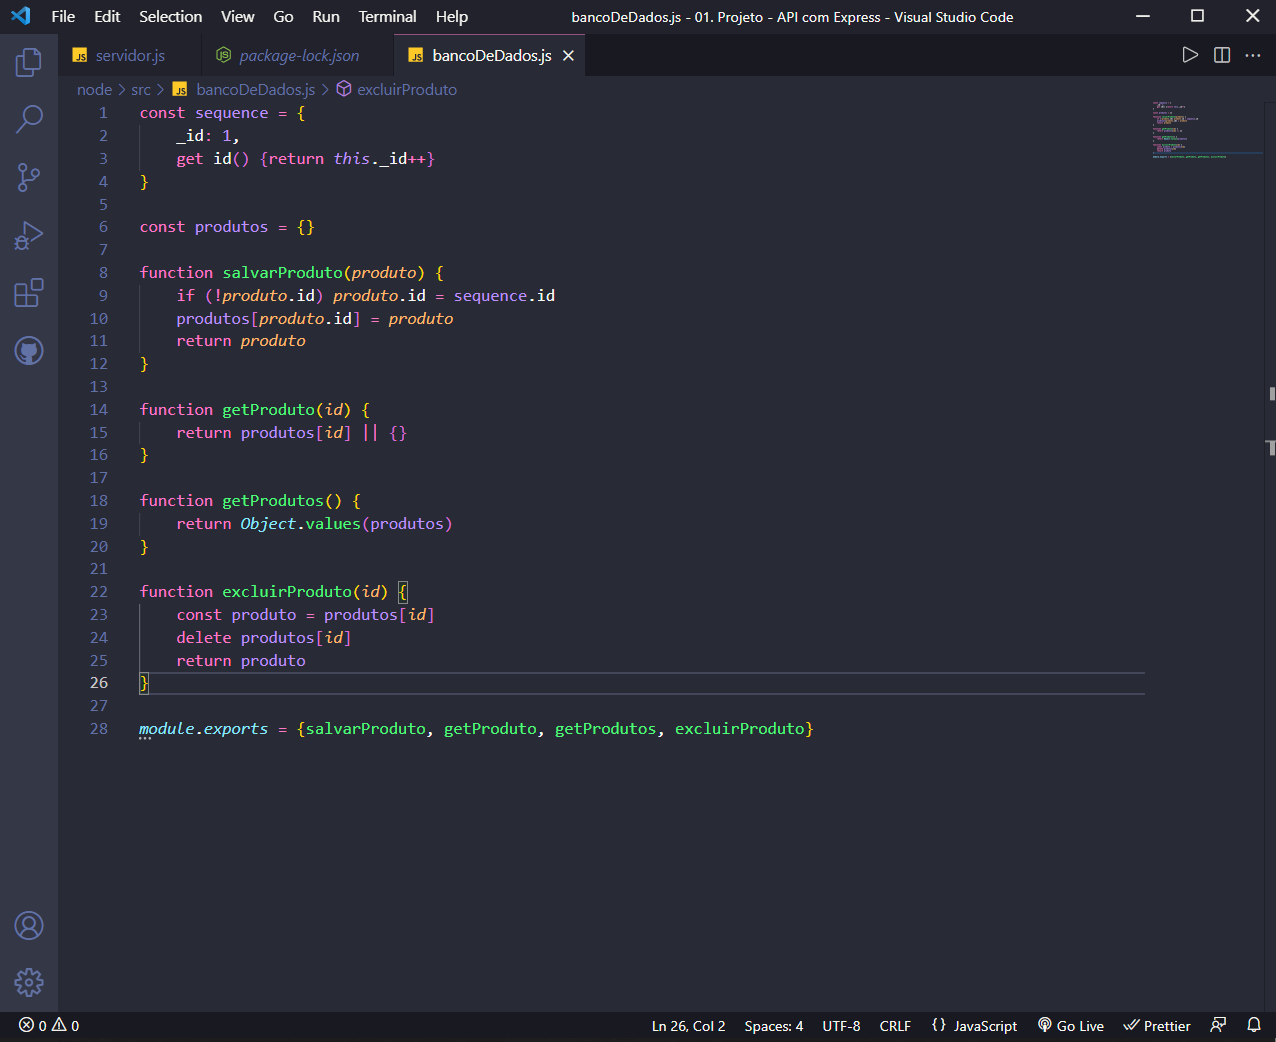 File Edit Selection View Go Run Terminal Help bancoDeDados.js - 01. Projeto - API com Express - Visual Studio Code
JS servidor.js JS package-lock.json JS bancoDeDados.js
node > src > JS bancoDeDados.js > excluirProduto
1 const sequence = {
2     _id: 1,
3     get id() {return this._id++}
4 }
5
6 const produtos = {}
7
8 function salvarProduto(produto) {
9     if (!produto.id) produto.id = sequence.id
10     produtos[produto.id] = produto
11     return produto
12 }
13
14 function getProduto(id) {
15     return produtos[id] || {}
16 }
17
18 function getProdutos() {
19     return Object.values(produtos)
20 }
21
22 function excluirProduto(id) {
23     const produto = produtos[id]
24     delete produtos[id]
25     return produto
26 }
27
28 module.exports = {salvarProduto, getProduto, getProdutos, excluirProduto}
0 0 Ln 26, Col 2 Spaces: 4 UTF-8 CRLF {} JavaScript Go Live Prettier